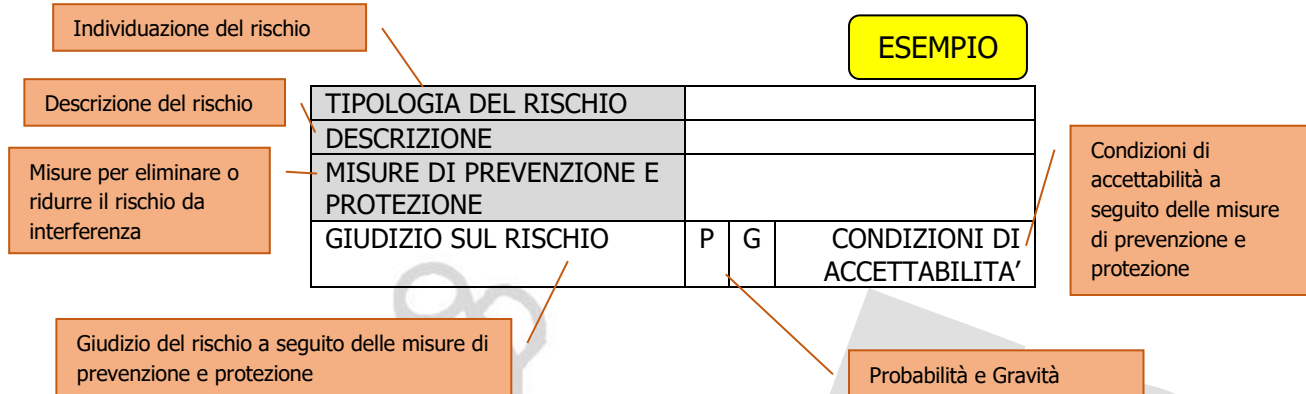 Individuazione del rischio
ESEMPIO
Descrizione del rischio
TIPOLOGIA DEL RISCHIO
DESCRIZIONE
Misure per eliminare o
ridurre il rischio da
interferenza
MISURE DI PREVENZIONE E
PROTEZIONE
GIUDIZIO SUL RISCHIO P G CONDIZIONI DI
ACCETTABILITA’
Condizioni di
accettabilità a
seguito delle misure
di prevenzione e
protezione
Giudizio del rischio a seguito delle misure di
prevenzione e protezione
Probabilità e Gravità